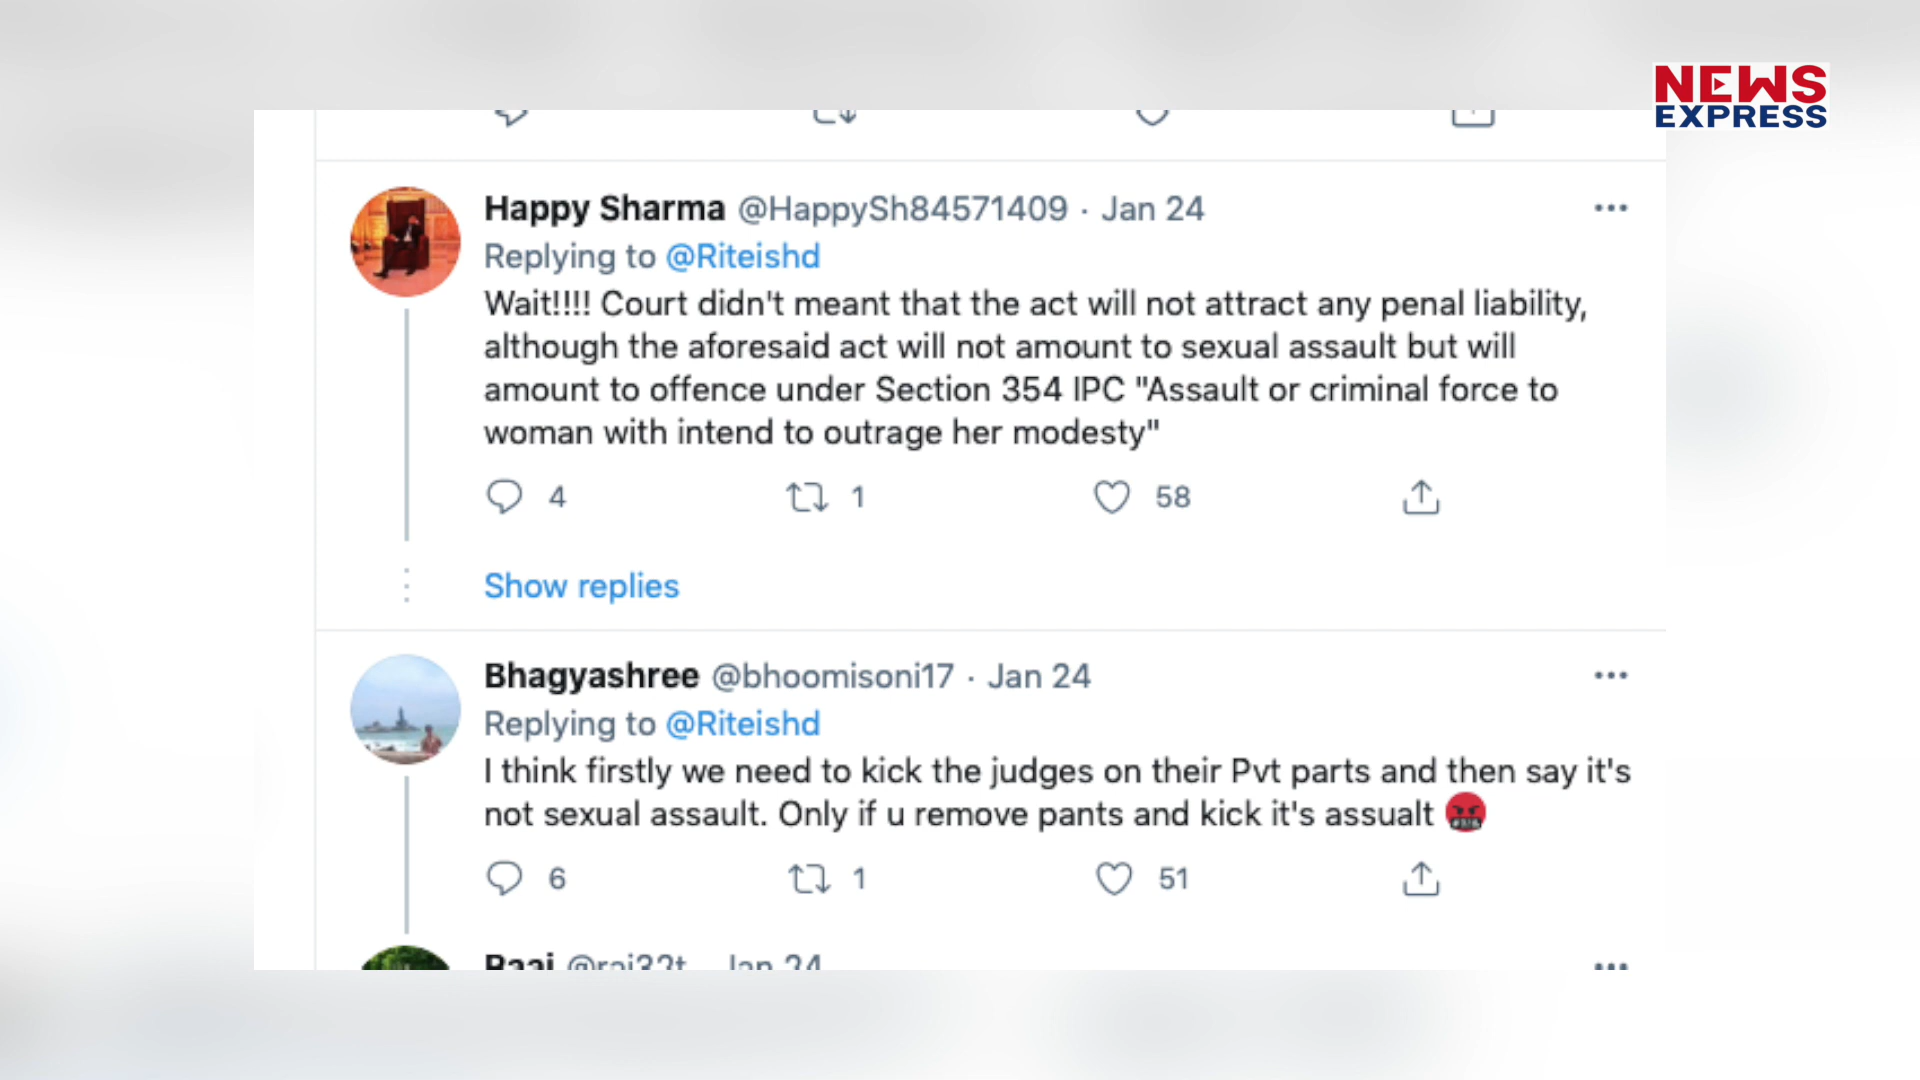 NEWS
EXPRESS
Happy Sharma @HappySh84571409 · Jan 24
Replying to @Riteishd
Wait!!!! Court didn't meant that the act will not attract any penal liability,
although the aforesaid act will not amount to sexual assault but will
amount to offence under Section 354 IPC "Assault or criminal force to
woman with intend to outrage her modesty"
4 1 58
Show replies
Bhagyashree @bhoomisoni17 · Jan 24
Replying to @Riteishd
I think firstly we need to kick the judges on their Pvt parts and then say it's
not sexual assault. Only if u remove pants and kick it's assualt 🤬
6 1 51
Raai @raj32t Jan 24